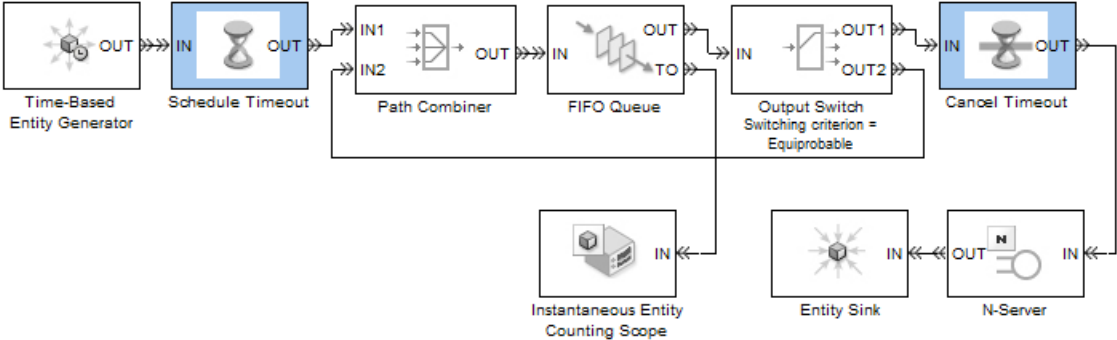 OUT
IN
OUT
IN1
IN2
OUT
IN
OUT
TO
IN
OUT1
OUT2
IN
OUT
Time-Based
Entity Generator
Schedule Timeout
Path Combiner
FIFO Queue
Output Switch
Switching criterion =
Equiprobable
Cancel Timeout
IN
IN
OUT
N
IN
Instantaneous Entity
Counting Scope
Entity Sink
N-Server